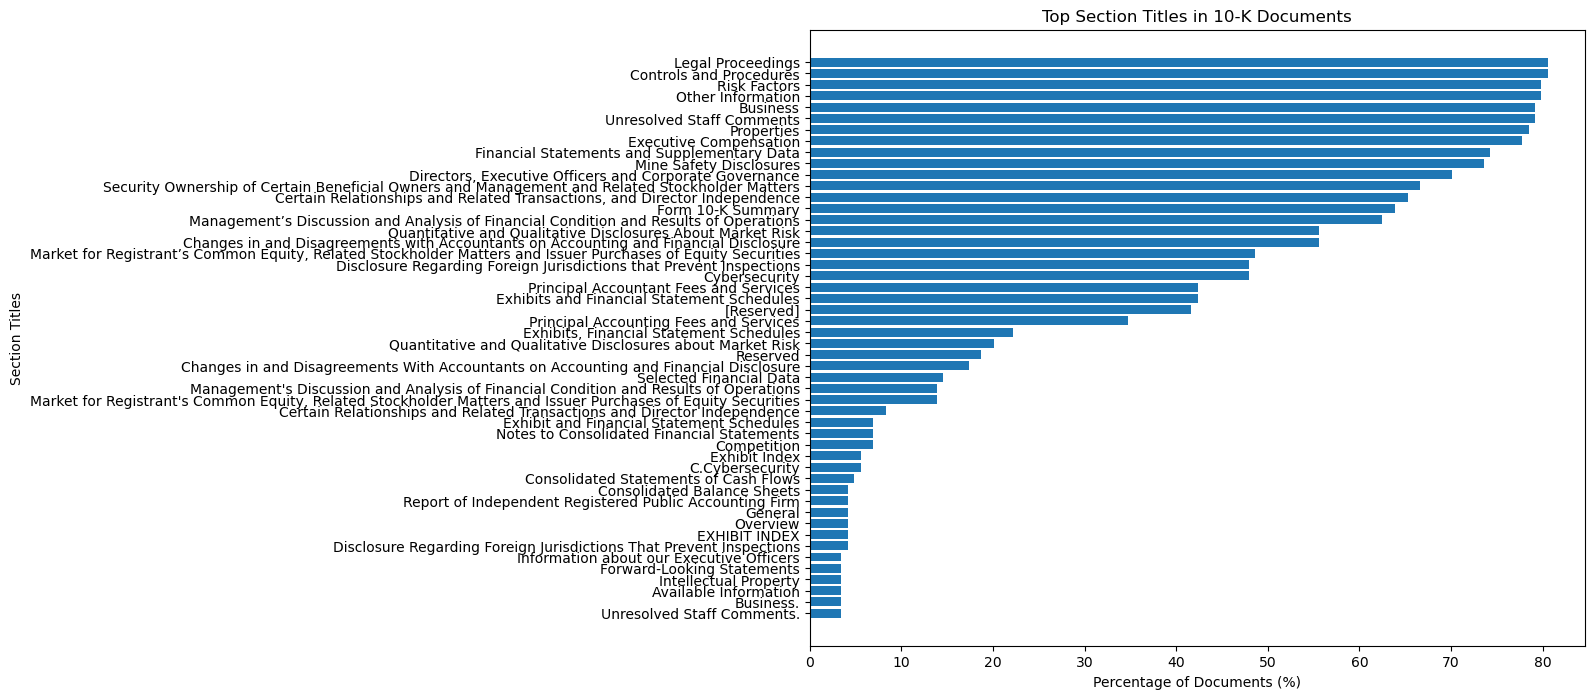 Top Section Titles in 10-K Documents
Section Titles
Legal Proceedings
Controls and Procedures
Risk Factors
Other Information
Business
Unresolved Staff Comments
Properties
Executive Compensation
Financial Statements and Supplementary Data
Mine Safety Disclosures
Directors, Executive Officers and Corporate Governance
Security Ownership of Certain Beneficial Owners and Management and Related Stockholder Matters
Certain Relationships and Related Transactions, and Director Independence
Form 10-K Summary
Management’s Discussion and Analysis of Financial Condition and Results of Operations
Quantitative and Qualitative Disclosures About Market Risk
Changes in and Disagreements with Accountants on Accounting and Financial Disclosure
Market for Registrant’s Common Equity, Related Stockholder Matters and Issuer Purchases of Equity Securities
Disclosure Regarding Foreign Jurisdictions that Prevent Inspections
Cybersecurity
Principal Accountant Fees and Services
Exhibits and Financial Statement Schedules
[Reserved]
Principal Accounting Fees and Services
Exhibits, Financial Statement Schedules
Quantitative and Qualitative Disclosures about Market Risk
Reserved
Changes in and Disagreements With Accountants on Accounting and Financial Disclosure
Selected Financial Data
Management's Discussion and Analysis of Financial Condition and Results of Operations
Market for Registrant's Common Equity, Related Stockholder Matters and Issuer Purchases of Equity Securities
Certain Relationships and Related Transactions and Director Independence
Exhibit and Financial Statement Schedules
Notes to Consolidated Financial Statements
Competition
Exhibit Index
C.Cybersecurity
Consolidated Statements of Cash Flows
Consolidated Balance Sheets
Report of Independent Registered Public Accounting Firm
General
Overview
EXHIBIT INDEX
Disclosure Regarding Foreign Jurisdictions That Prevent Inspections
Information about our Executive Officers
Forward-Looking Statements
Intellectual Property
Available Information
Business.
Unresolved Staff Comments.
0 10 20 30 40 50 60 70 80
Percentage of Documents (%)